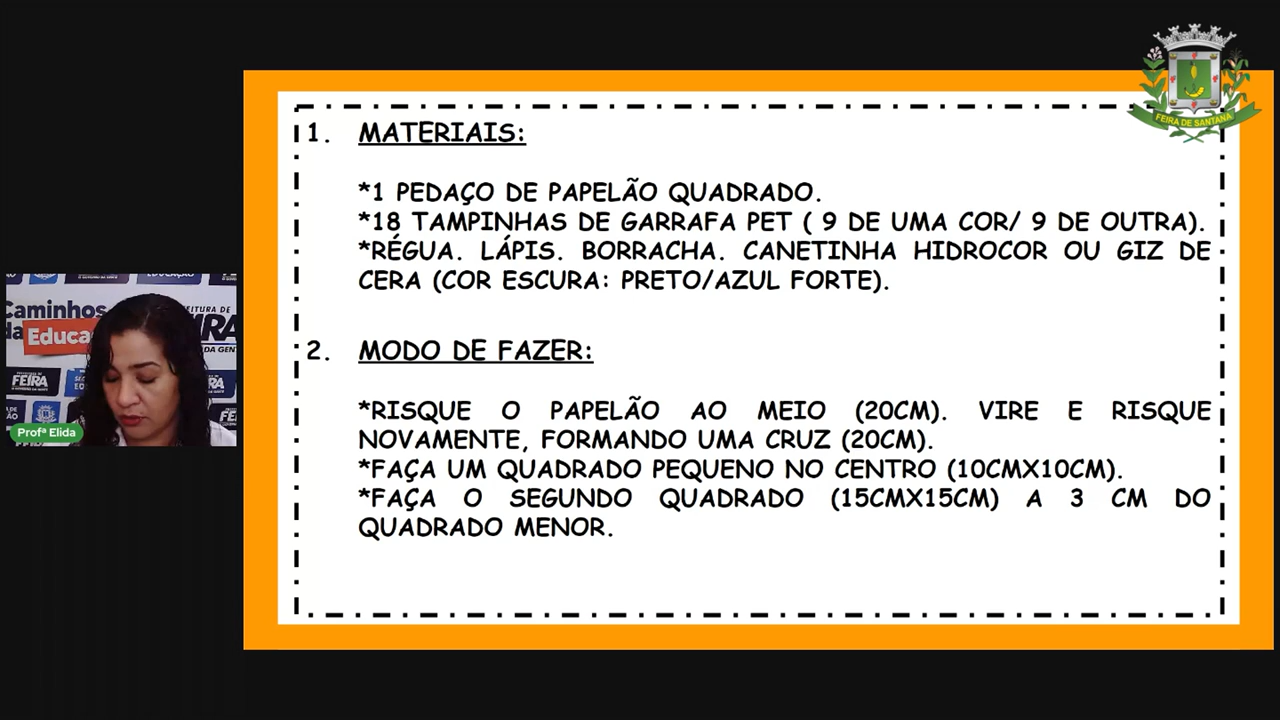 FEIRA DE SANTANA
1. MATERIAIS:
*1 PEDAÇO DE PAPELÃO QUADRADO.
*18 TAMPINHAS DE GARRAFA PET ( 9 DE UMA COR/ 9 DE OUTRA).
*RÉGUA. LÁPIS. BORRACHA. CANETINHA HIDROCOR OU GIZ DE
CERA (COR ESCURA: PRETO/AZUL FORTE).
2. MODO DE FAZER:
*RISQUE O PAPELÃO AO MEIO (20CM). VIRE E RISQUE
NOVAMENTE, FORMANDO UMA CRUZ (20CM).
*FAÇA UM QUADRADO PEQUENO NO CENTRO (10CMX10CM).
*FAÇA O SEGUNDO QUADRADO (15CMX15CM) A 3 CM DO
QUADRADO MENOR.
Caminhos
da
Educa
FEIRA
FEIRA
Profª Elida